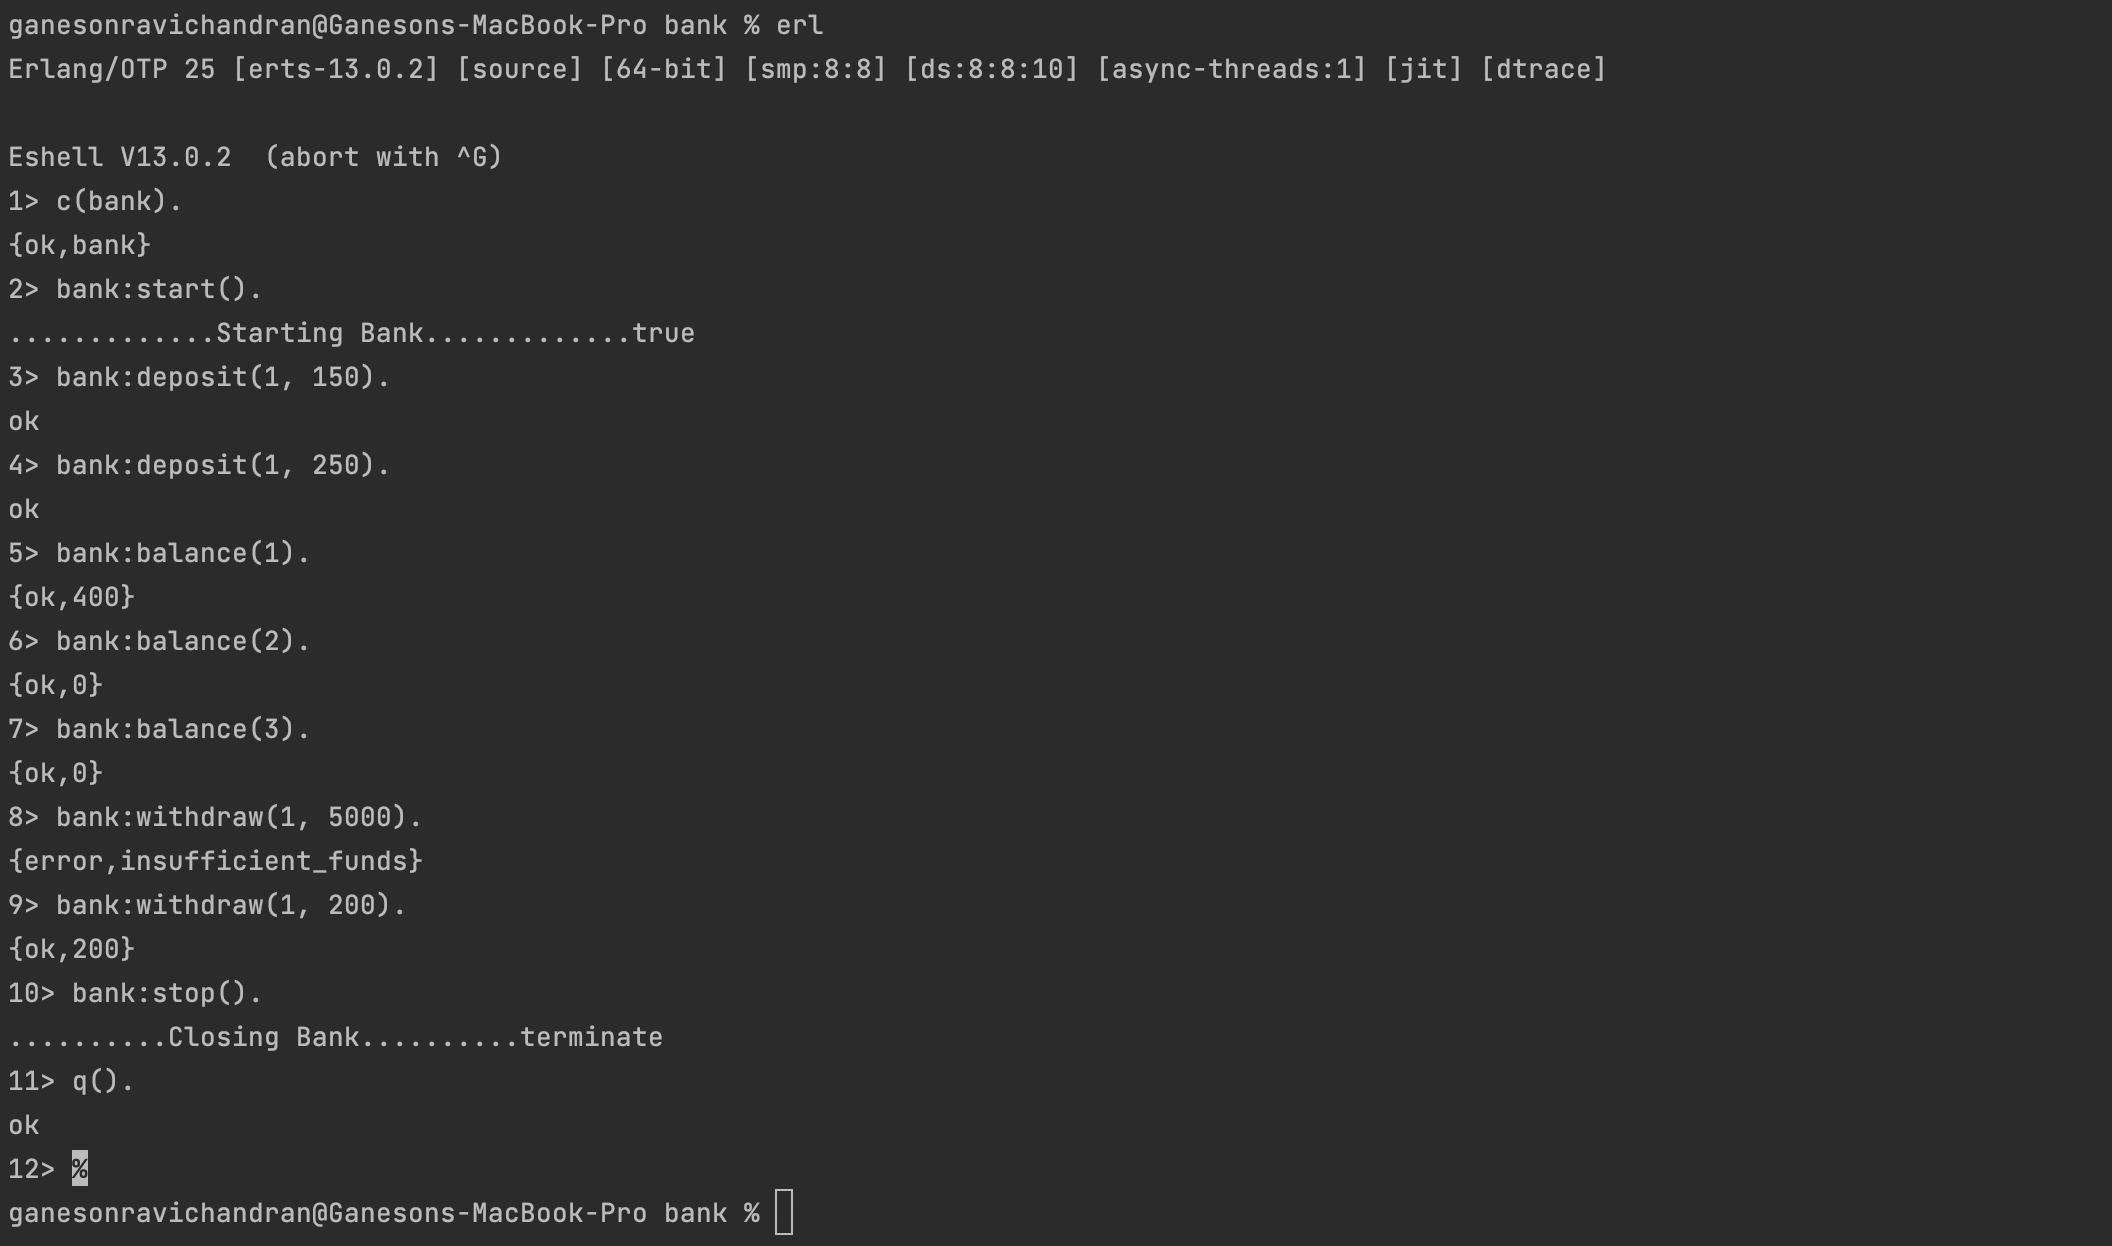 ganesonravichandran@Ganesons-MacBook-Pro bank % erl
Erlang/OTP 25 [erts-13.0.2] [source] [64-bit] [smp:8:8] [ds:8:8:10] [async-threads:1] [jit] [dtrace]
Eshell V13.0.2  (abort with ^G)
1> c(bank).
{ok,bank}
2> bank:start().
.............Starting Bank.............true
3> bank:deposit(1, 150).
ok
4> bank:deposit(1, 250).
ok
5> bank:balance(1).
{ok,400}
6> bank:balance(2).
{ok,0}
7> bank:balance(3).
{ok,0}
8> bank:withdraw(1, 5000).
{error,insufficient_funds}
9> bank:withdraw(1, 200).
{ok,200}
10> bank:stop().
..........Closing Bank..........terminate
11> q().
ok
12> %
ganesonravichandran@Ganesons-MacBook-Pro bank %